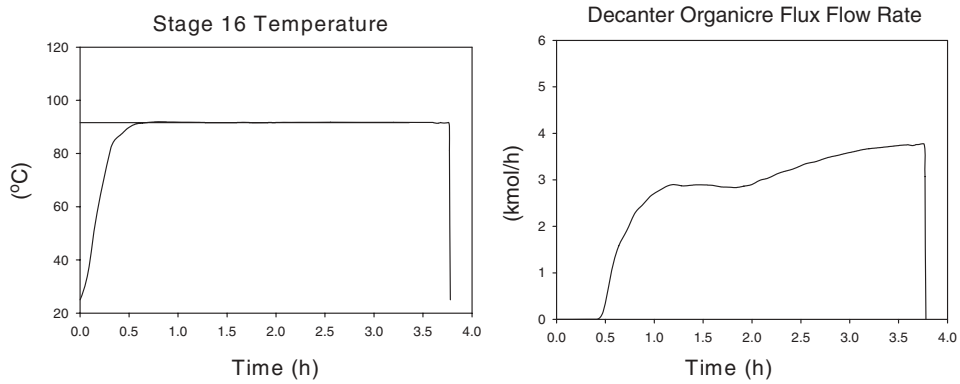 Stage 16 Temperature
120
100
80
60
40
20
(°C)
0.0 0.5 1.0 1.5 2.0 2.5 3.0 3.5 4.0
Time (h)
Decanter Organicre Flux Flow Rate
6
5
4
3
2
1
0
(kmol/h)
0.0 0.5 1.0 1.5 2.0 2.5 3.0 3.5 4.0
Time (h)